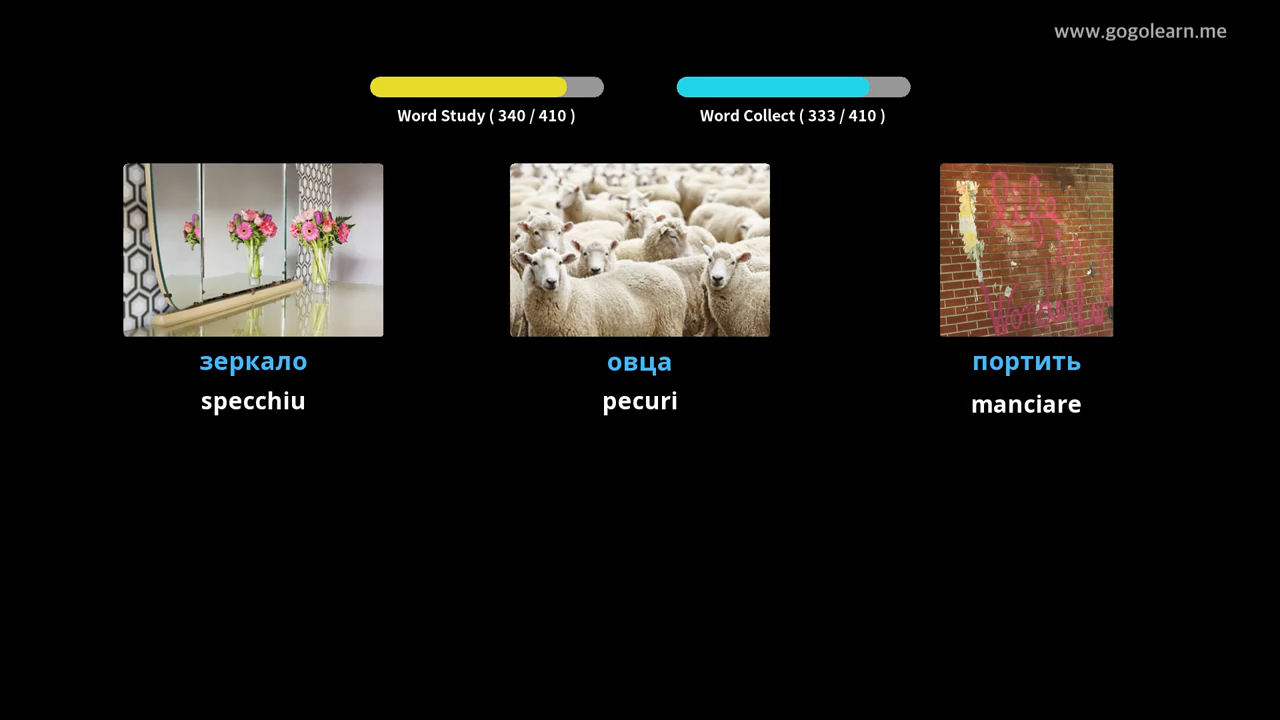 www.gogolearn.me
Word Study ( 340 / 410 )
Word Collect ( 333 / 410 )
зеркало
specchiu
овца
pecuri
портить
manciare